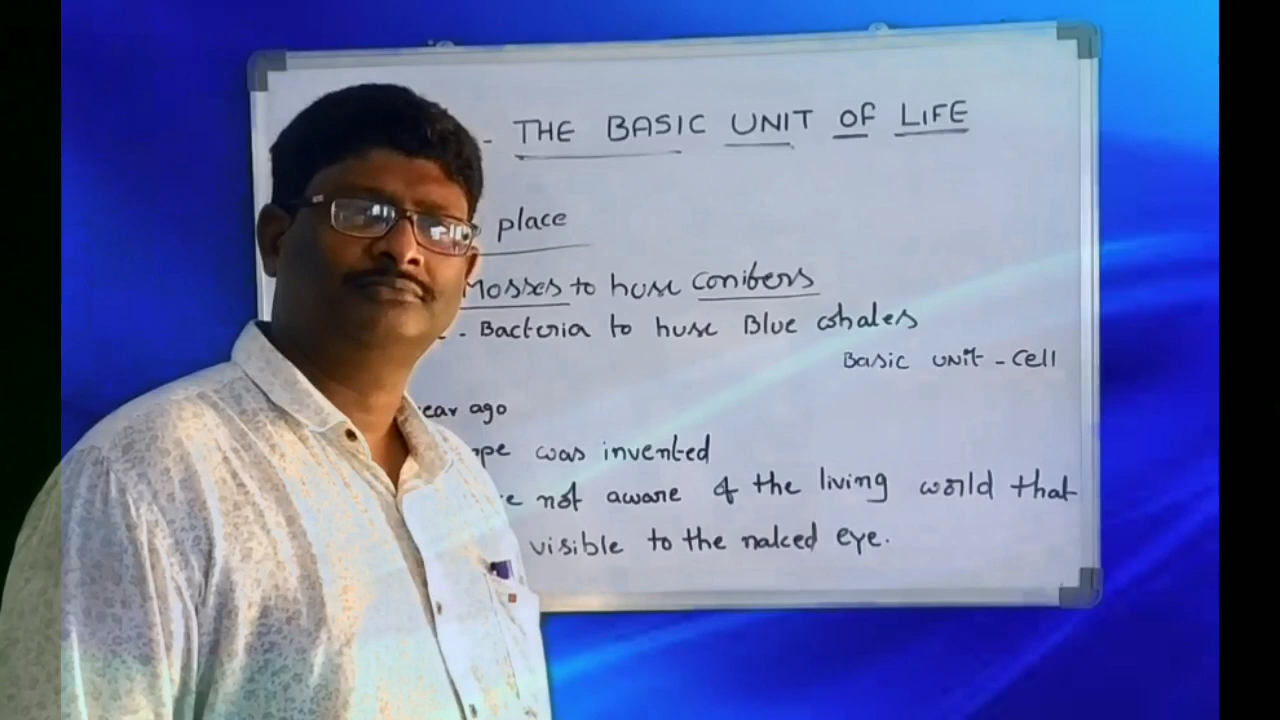 - THE BASIC UNIT OF LIFE
place
Mosses to huse conifers
- Bacteria to huse Blue whales
Basic unit - cell
ear ago
pe was invented
e not aware of the living world that
visible to the naked eye.